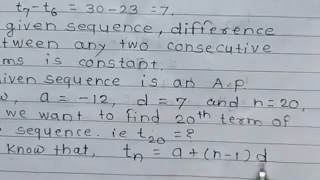 t₇-t₆ = 30-23 = 7.
given sequence, difference
tween any two consecutive
ms is constant.
iven sequence is an A.P.
, a = -12, d = 7 and n = 20,
we want to find 20th term of
sequence. ie t₂₀ = ?
know that, tₙ = a + (n-1) d